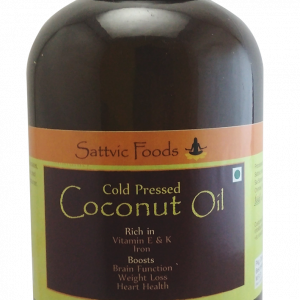 Sattvic Foods
Cold Pressed
Coconut Oil
Rich in
Vitamin E & K
Iron
Boosts
Brain Function
Weight Loss
Heart Health